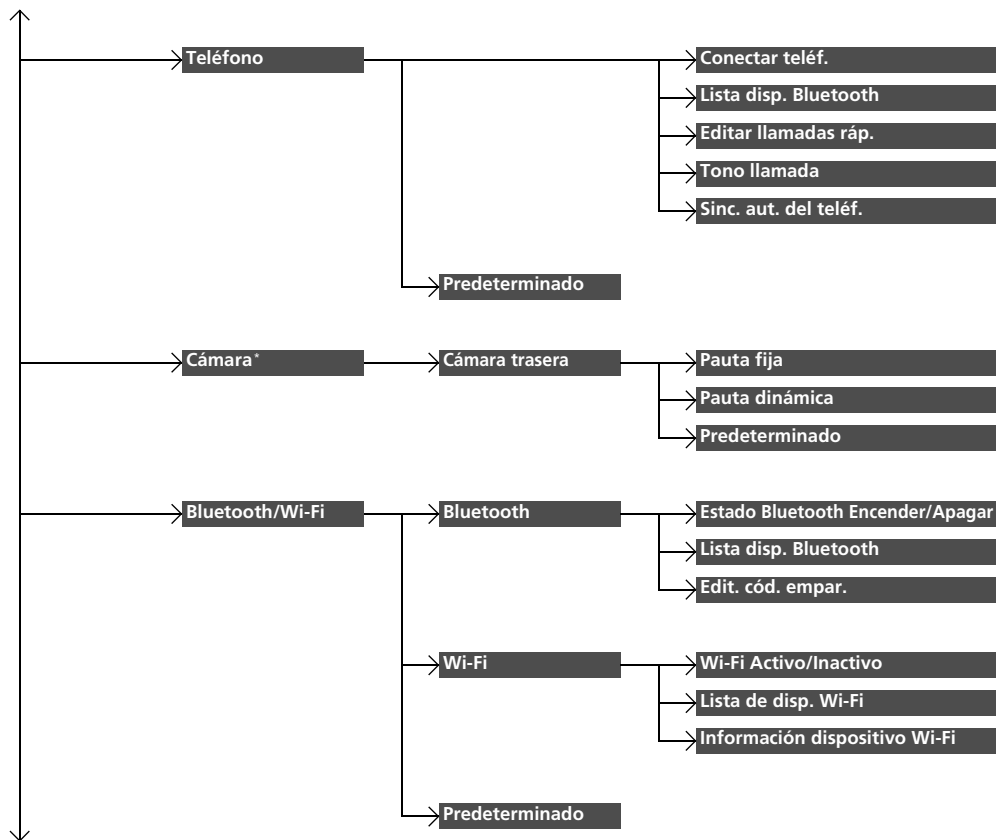 Teléfono
Conectar teléf.
Lista disp. Bluetooth
Editar llamadas ráp.
Tono llamada
Sinc. aut. del teléf.
Predeterminado
Cámara*
Cámara trasera
Pauta fija
Pauta dinámica
Predeterminado
Bluetooth/Wi-Fi
Bluetooth
Estado Bluetooth Encender/Apagar
Lista disp. Bluetooth
Edit. cód. empar.
Wi-Fi
Wi-Fi Activo/Inactivo
Lista de disp. Wi-Fi
Información dispositivo Wi-Fi
Predeterminado